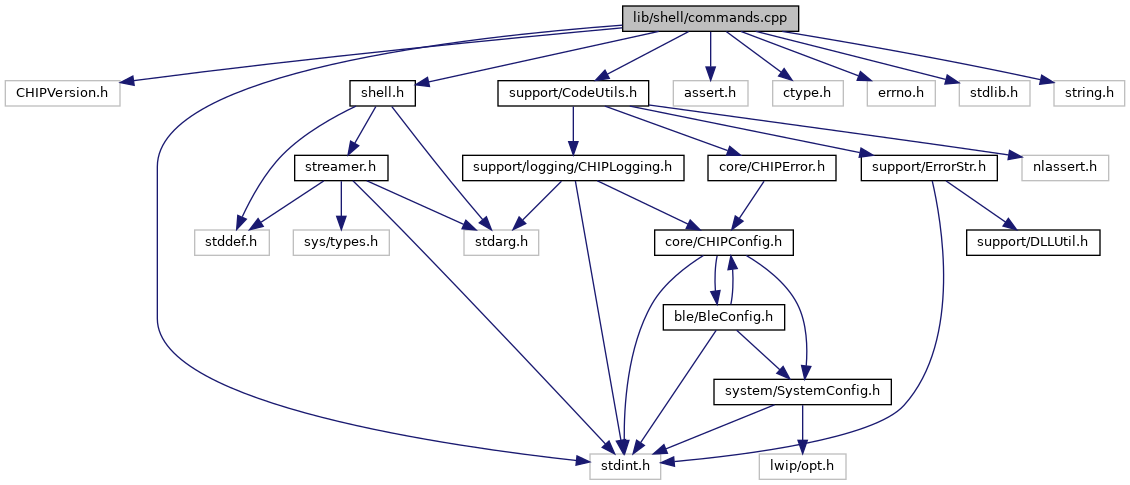 lib/shell/commands.cpp
CHIPVersion.h
shell.h
support/CodeUtils.h
assert.h
ctype.h
errno.h
stdlib.h
string.h
streamer.h
support/logging/CHIPLogging.h
core/CHIPError.h
support/ErrorStr.h
nlassert.h
stddef.h
sys/types.h
stdarg.h
core/CHIPConfig.h
support/DLLUtil.h
ble/BleConfig.h
system/SystemConfig.h
stdint.h
lwip/opt.h